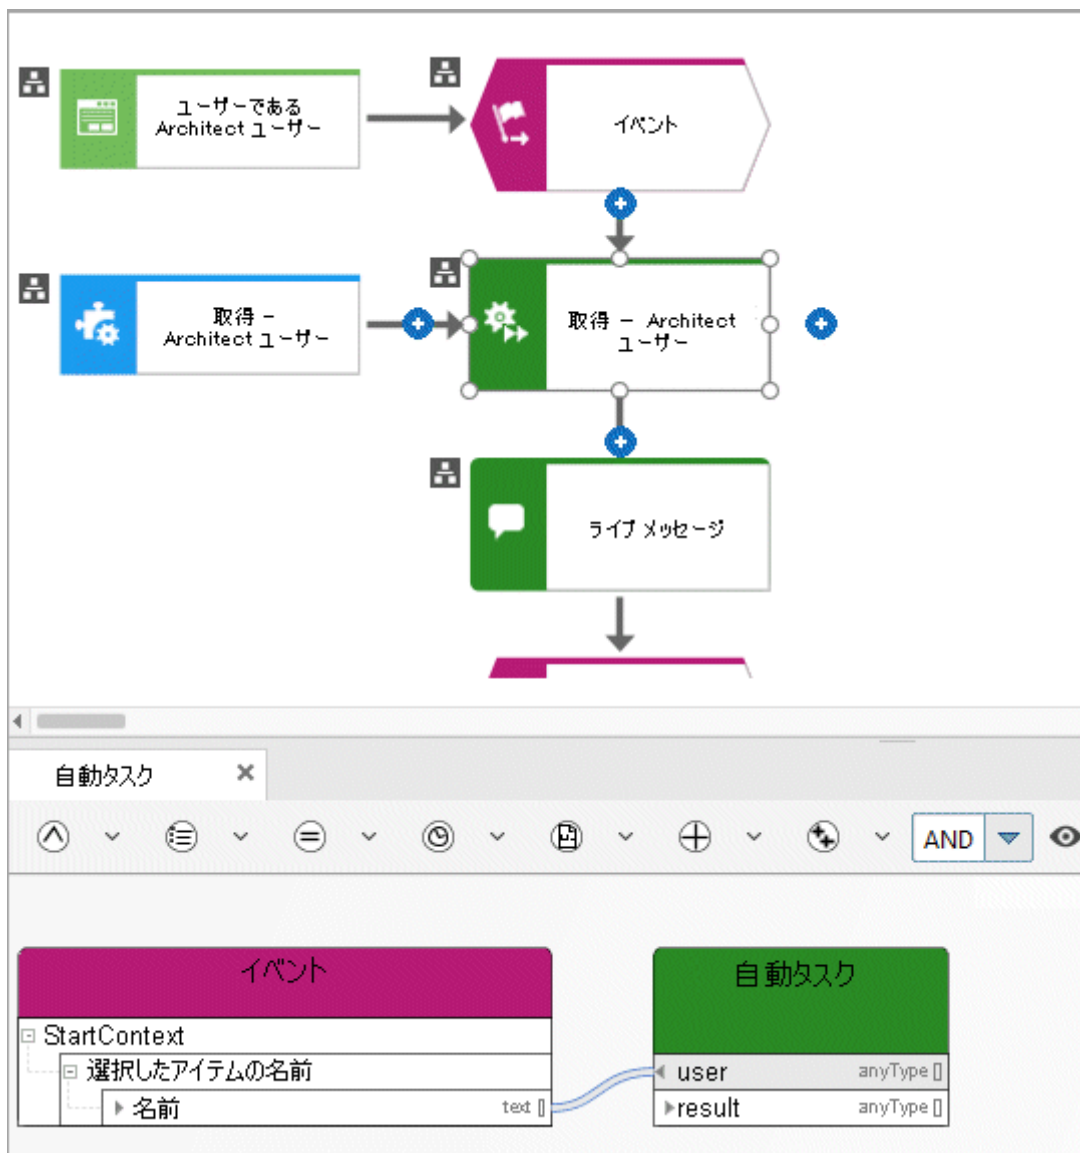 ユーザーである
Architect ユーザー
イベント
取得 –
Architect ユーザー
取得 – Architect
ユーザー
ライブ メッセージ
自動タスク
AND
イベント
自動タスク
StartContext
選択したアイテムの名前
user anyType []
名前 text []
result anyType []